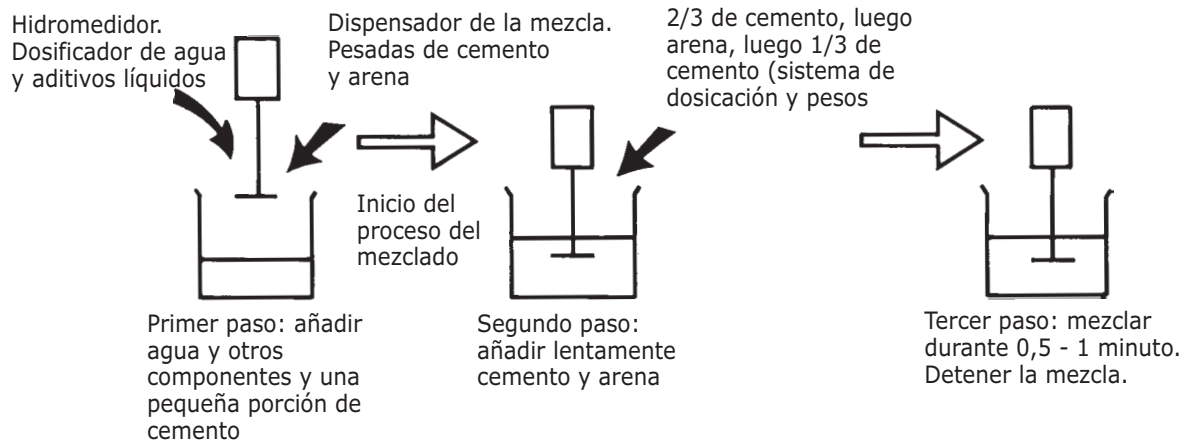 Hidromedidor.
Dosificador de agua
y aditivos líquidos
Dispensador de la mezcla.
Pesadas de cemento
y arena
2/3 de cemento, luego
arena, luego 1/3 de
cemento (sistema de
dosicación y pesos
Inicio del
proceso del
mezclado
Primer paso: añadir
agua y otros
componentes y una
pequeña porción de
cemento
Segundo paso:
añadir lentamente
cemento y arena
Tercer paso: mezclar
durante 0,5 - 1 minuto.
Detener la mezcla.